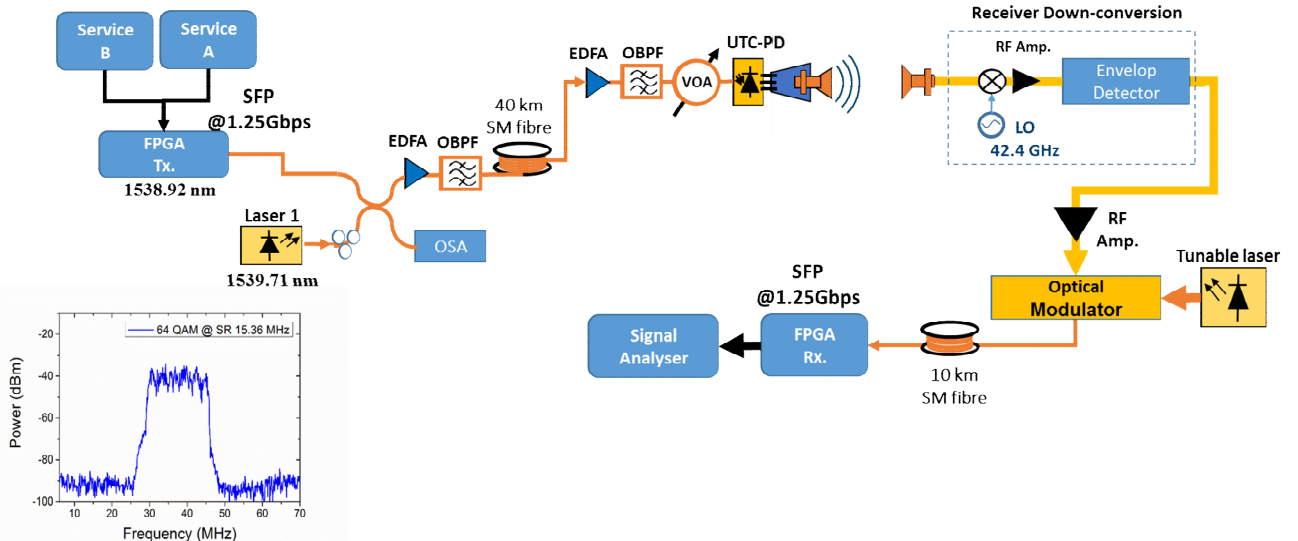 Service
B
Service
A
SFP
@1.25Gbps
FPGA
Tx.
1538.92 nm
Laser 1
1539.71 nm
EDFA
OBPF
OSA
40 km
SM fibre
EDFA
OBPF
VOA
UTC-PD
Receiver Down-conversion
RF Amp.
Envelop
Detector
LO
42.4 GHz
RF
Amp.
Tunable laser
Optical
Modulator
10 km
SM fibre
SFP
@1.25Gbps
FPGA
Rx.
Signal
Analyser
64 QAM @ SR 15.36 MHz
Power (dBm)
-20
-40
-60
-80
-100
10 20 30 40 50 60 70
Frequency (MHz)